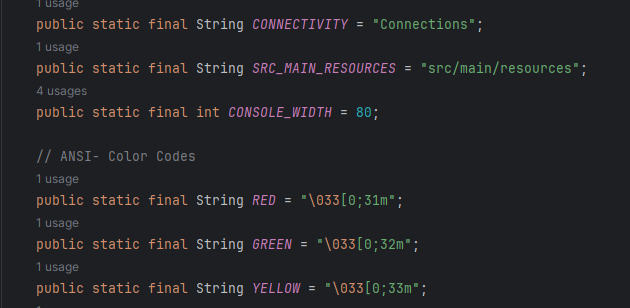 1 usage
public static final String CONNECTIVITY = "Connections";
1 usage
public static final String SRC_MAIN_RESOURCES = "src/main/resources";
4 usages
public static final int CONSOLE_WIDTH = 80;
// ANSI- Color Codes
1 usage
public static final String RED = "\033[0;31m";
1 usage
public static final String GREEN = "\033[0;32m";
1 usage
public static final String YELLOW = "\033[0;33m";